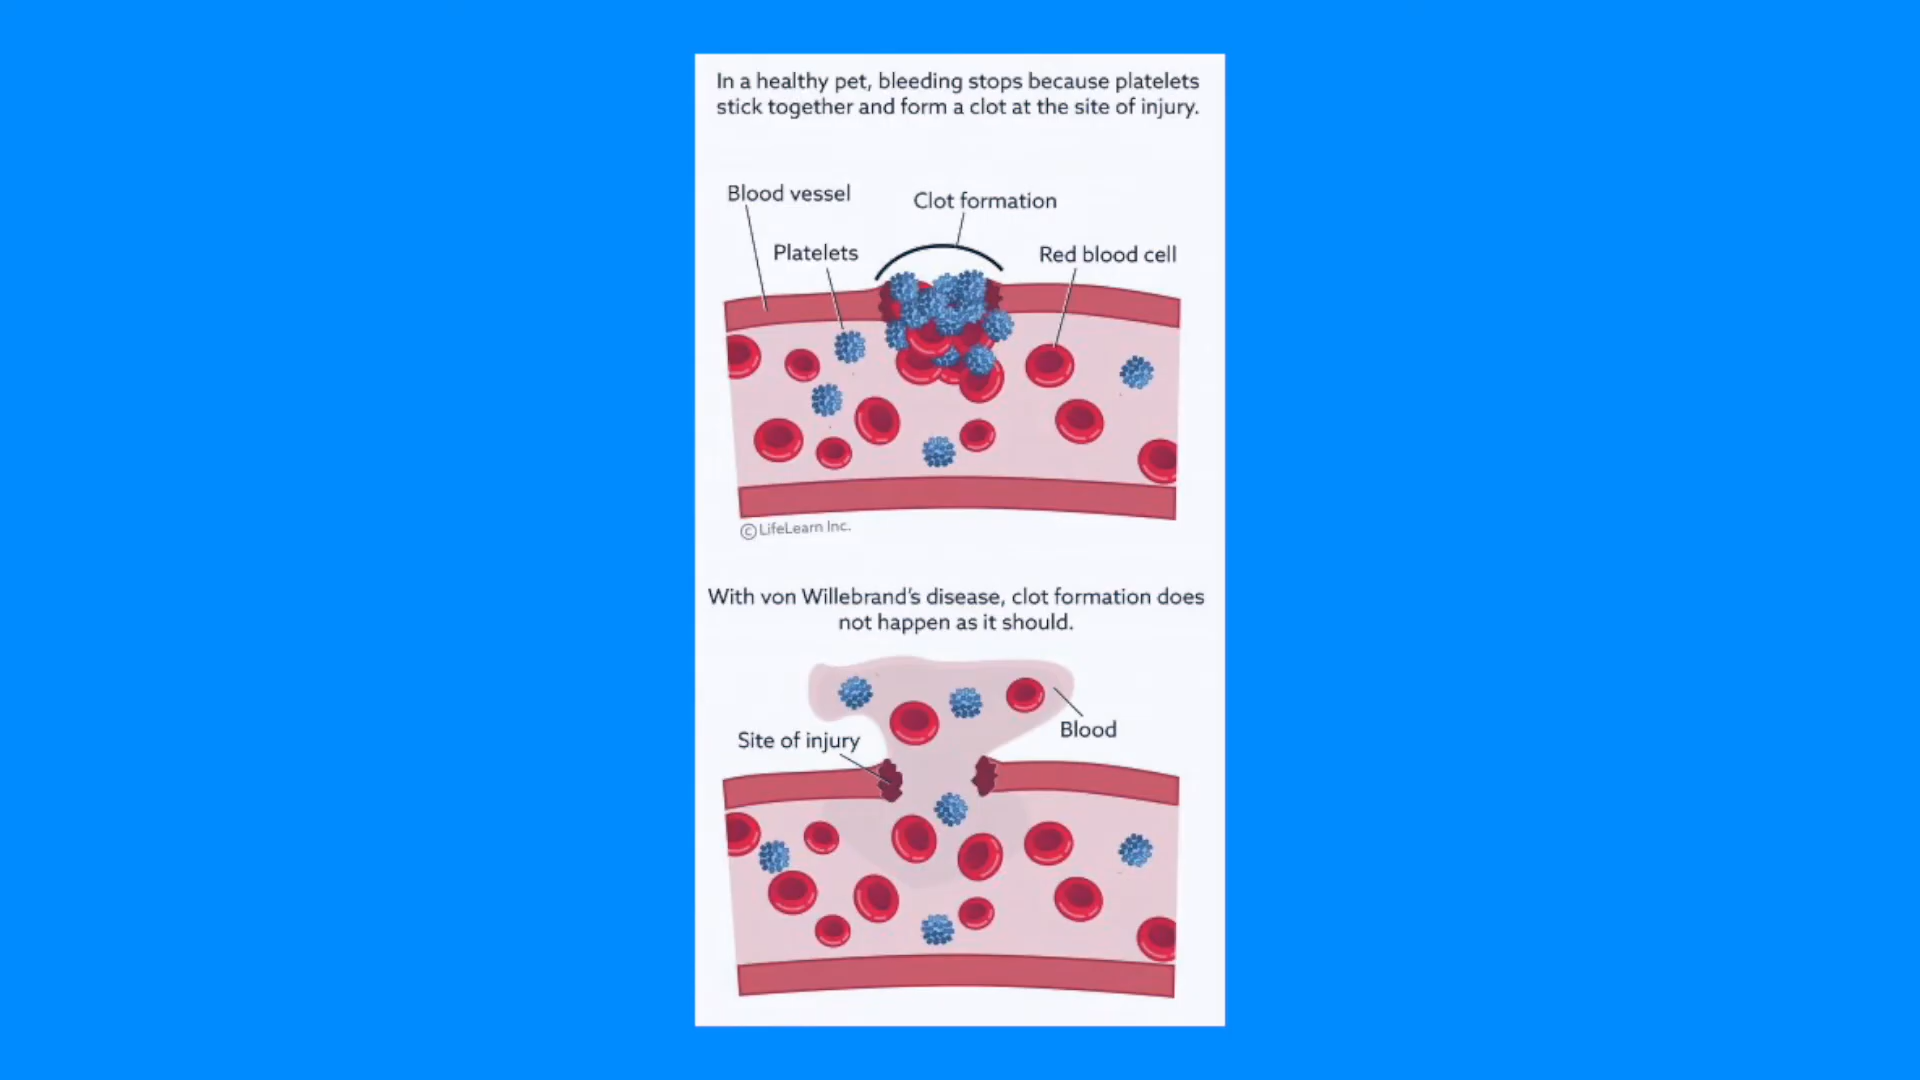 In a healthy pet, bleeding stops because platelets
stick together and form a clot at the site of injury.
Blood vessel
Clot formation
Platelets
Red blood cell
©LifeLearn Inc.
With von Willebrand's disease, clot formation does
not happen as it should.
Blood
Site of injury